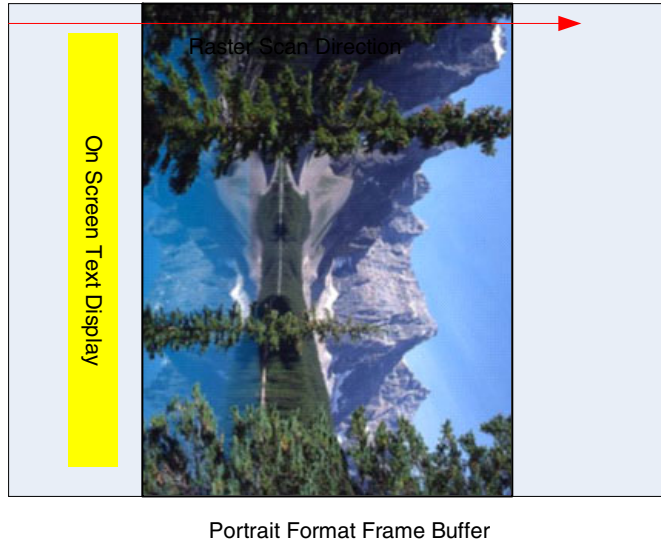 Raster Scan Direction
On Screen Text Display
Portrait Format Frame Buffer